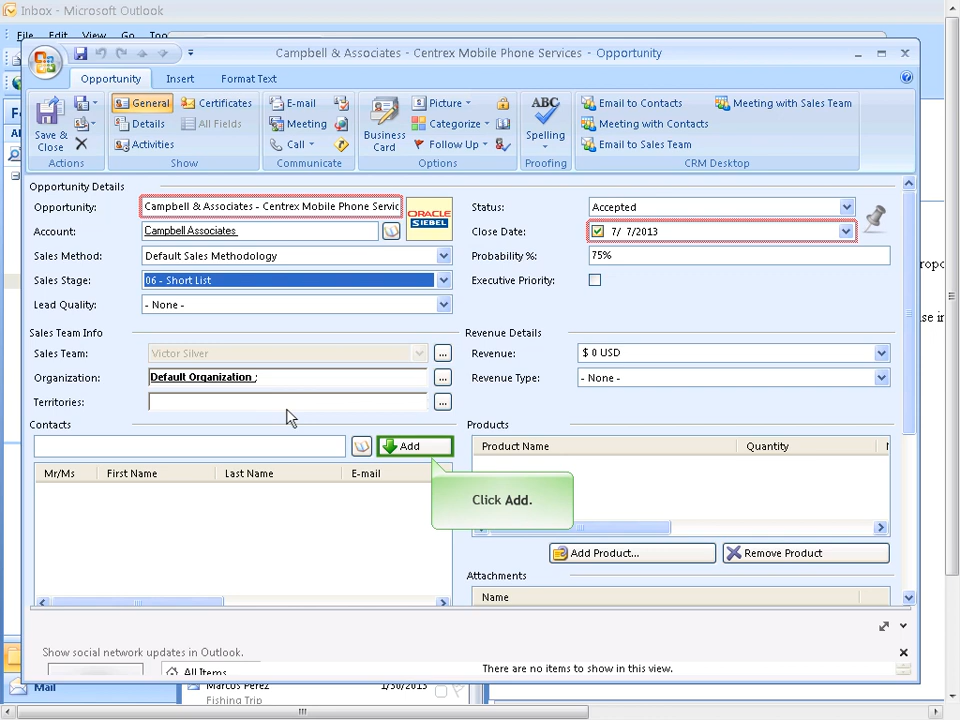 Inbox - Microsoft Outlook
File Edit View Go
Campbell & Associates - Centrex Mobile Phone Services - Opportunity
Opportunity Insert Format Text
Save & Close
General Certificates
Details All Fields
Activities
E-mail
Meeting
Call
Business Card
Picture
Categorize
Follow Up
ABC
Spelling
Email to Contacts Meeting with Sales Team
Meeting with Contacts
Email to Sales Team
Actions Show Communicate Options Proofing CRM Desktop
Opportunity Details
Opportunity: Campbell & Associates - Centrex Mobile Phone Servic
ORACLE
SIEBEL
Status: Accepted
Account: Campbell Associates
Close Date: 7/ 7/2013
Sales Method: Default Sales Methodology
Probability %: 75%
Sales Stage: 06 - Short List
Executive Priority:
Lead Quality: - None -
Sales Team Info
Revenue Details
Sales Team: Victor Silver
Revenue: $ 0 USD
Organization: Default Organization ;
Revenue Type: - None -
Territories:
Contacts
Products
Add
Product Name Quantity
Mr/Ms First Name Last Name E-mail
Click Add.
Add Product... Remove Product
Attachments
Name
Show social network updates in Outlook.
All Items
There are no items to show in this view.
Mail
Marcos Perez 1/30/2013
Fishing Trip